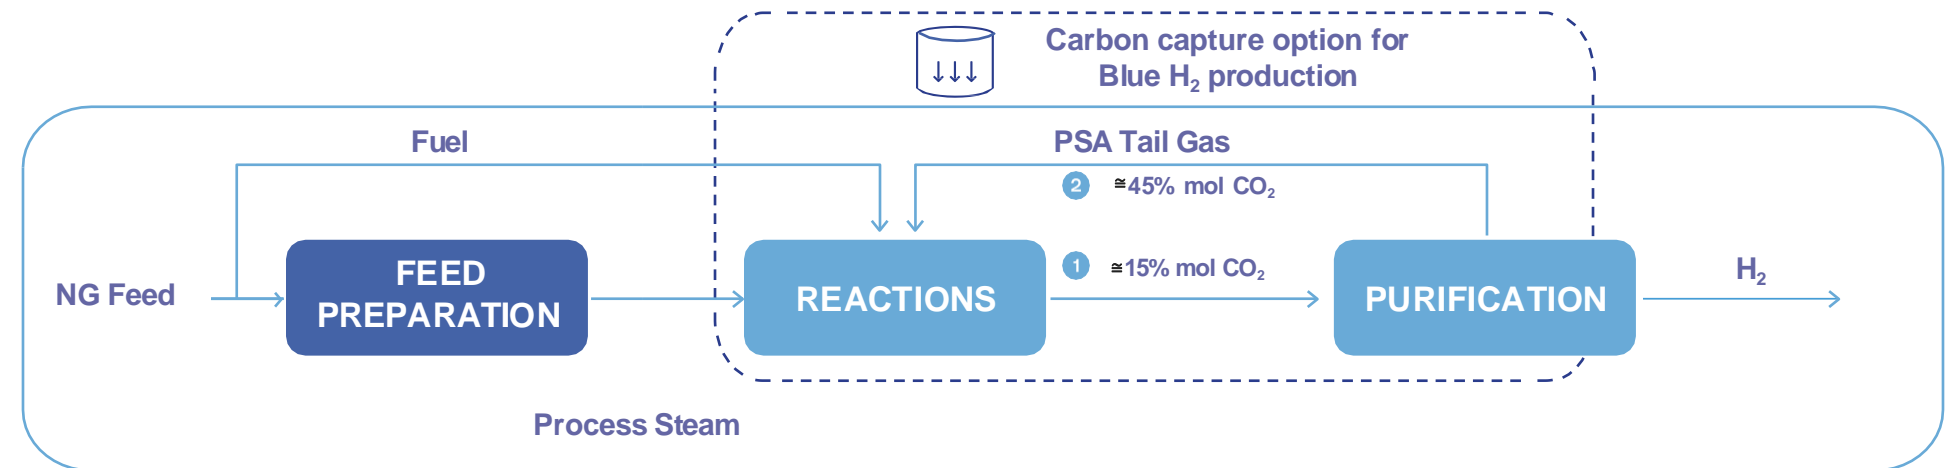 Carbon capture option for
Blue H₂ production
Fuel
PSA Tail Gas
2 ≅45% mol CO₂
1 ≅15% mol CO₂
NG Feed
FEED
PREPARATION
REACTIONS
PURIFICATION
H₂
Process Steam